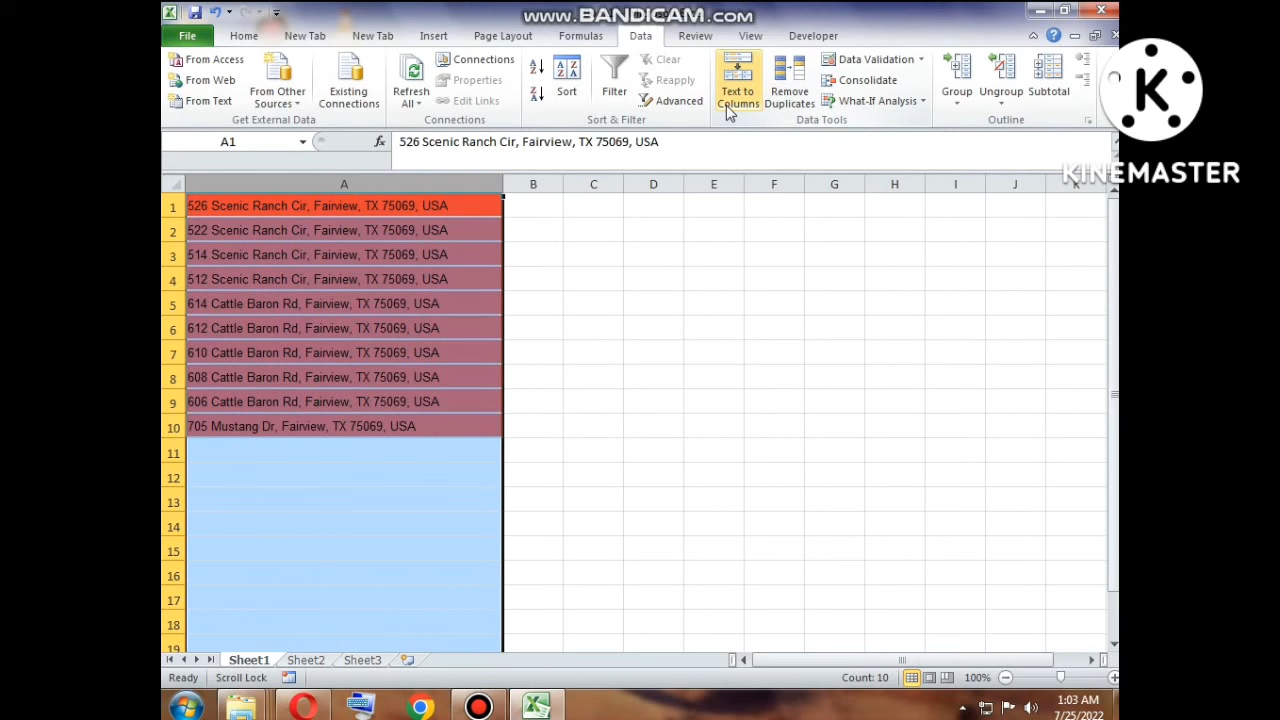 www.BANDICAM.com
File Home New Tab New Tab Insert Page Layout Formulas Data Review View Developer
From Access
From Web
From Text
From Other Sources
Existing Connections
Get External Data
Refresh All
Connections
Properties
Edit Links
Connections
Sort
Filter
Clear
Reapply
Advanced
Sort & Filter
Text to Columns
Remove Duplicates
Data Validation
Consolidate
What-If Analysis
Data Tools
Group
Ungroup
Subtotal
Outline
K
KINEMASTER
A1 fx 526 Scenic Ranch Cir, Fairview, TX 75069, USA
A B C D E F G H I J K
1 526 Scenic Ranch Cir, Fairview, TX 75069, USA
2 522 Scenic Ranch Cir, Fairview, TX 75069, USA
3 514 Scenic Ranch Cir, Fairview, TX 75069, USA
4 512 Scenic Ranch Cir, Fairview, TX 75069, USA
5 614 Cattle Baron Rd, Fairview, TX 75069, USA
6 612 Cattle Baron Rd, Fairview, TX 75069, USA
7 610 Cattle Baron Rd, Fairview, TX 75069, USA
8 608 Cattle Baron Rd, Fairview, TX 75069, USA
9 606 Cattle Baron Rd, Fairview, TX 75069, USA
10 705 Mustang Dr, Fairview, TX 75069, USA
11
12
13
14
15
16
17
18
19
Sheet1 Sheet2 Sheet3
Ready Scroll Lock Count: 10 100%
1:03 AM
7/25/2022